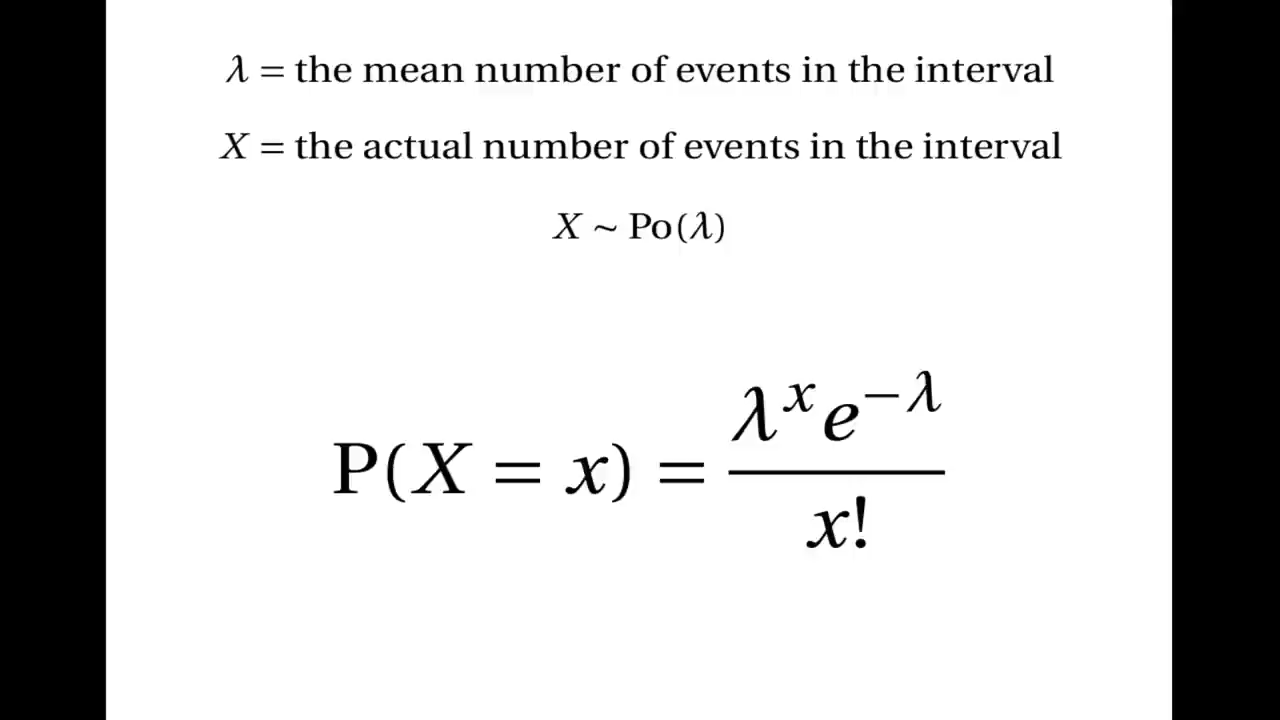 λ = the mean number of events in the interval
X = the actual number of events in the interval
X ~ Po(λ)
P(X = x) = λ^x e^−λ / x!